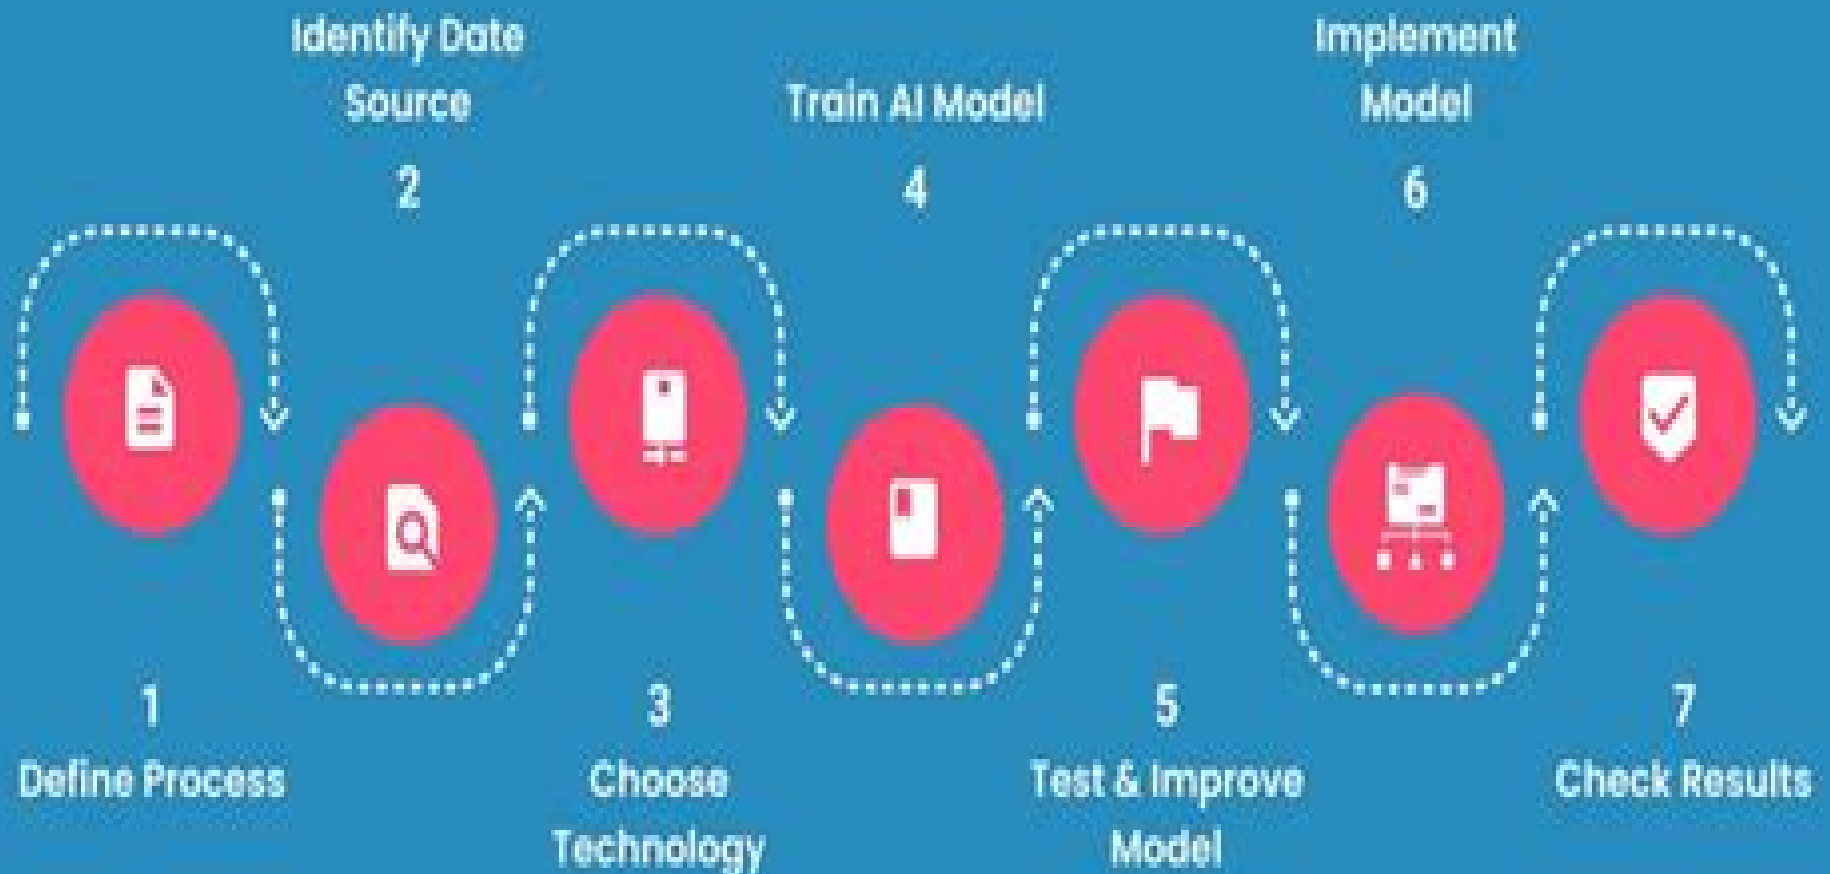 Identify Date
Source
2
Train AI Model
4
Implement
Model
6
1
Define Process
3
Choose
Technology
5
Test & Improve
Model
7
Check Results